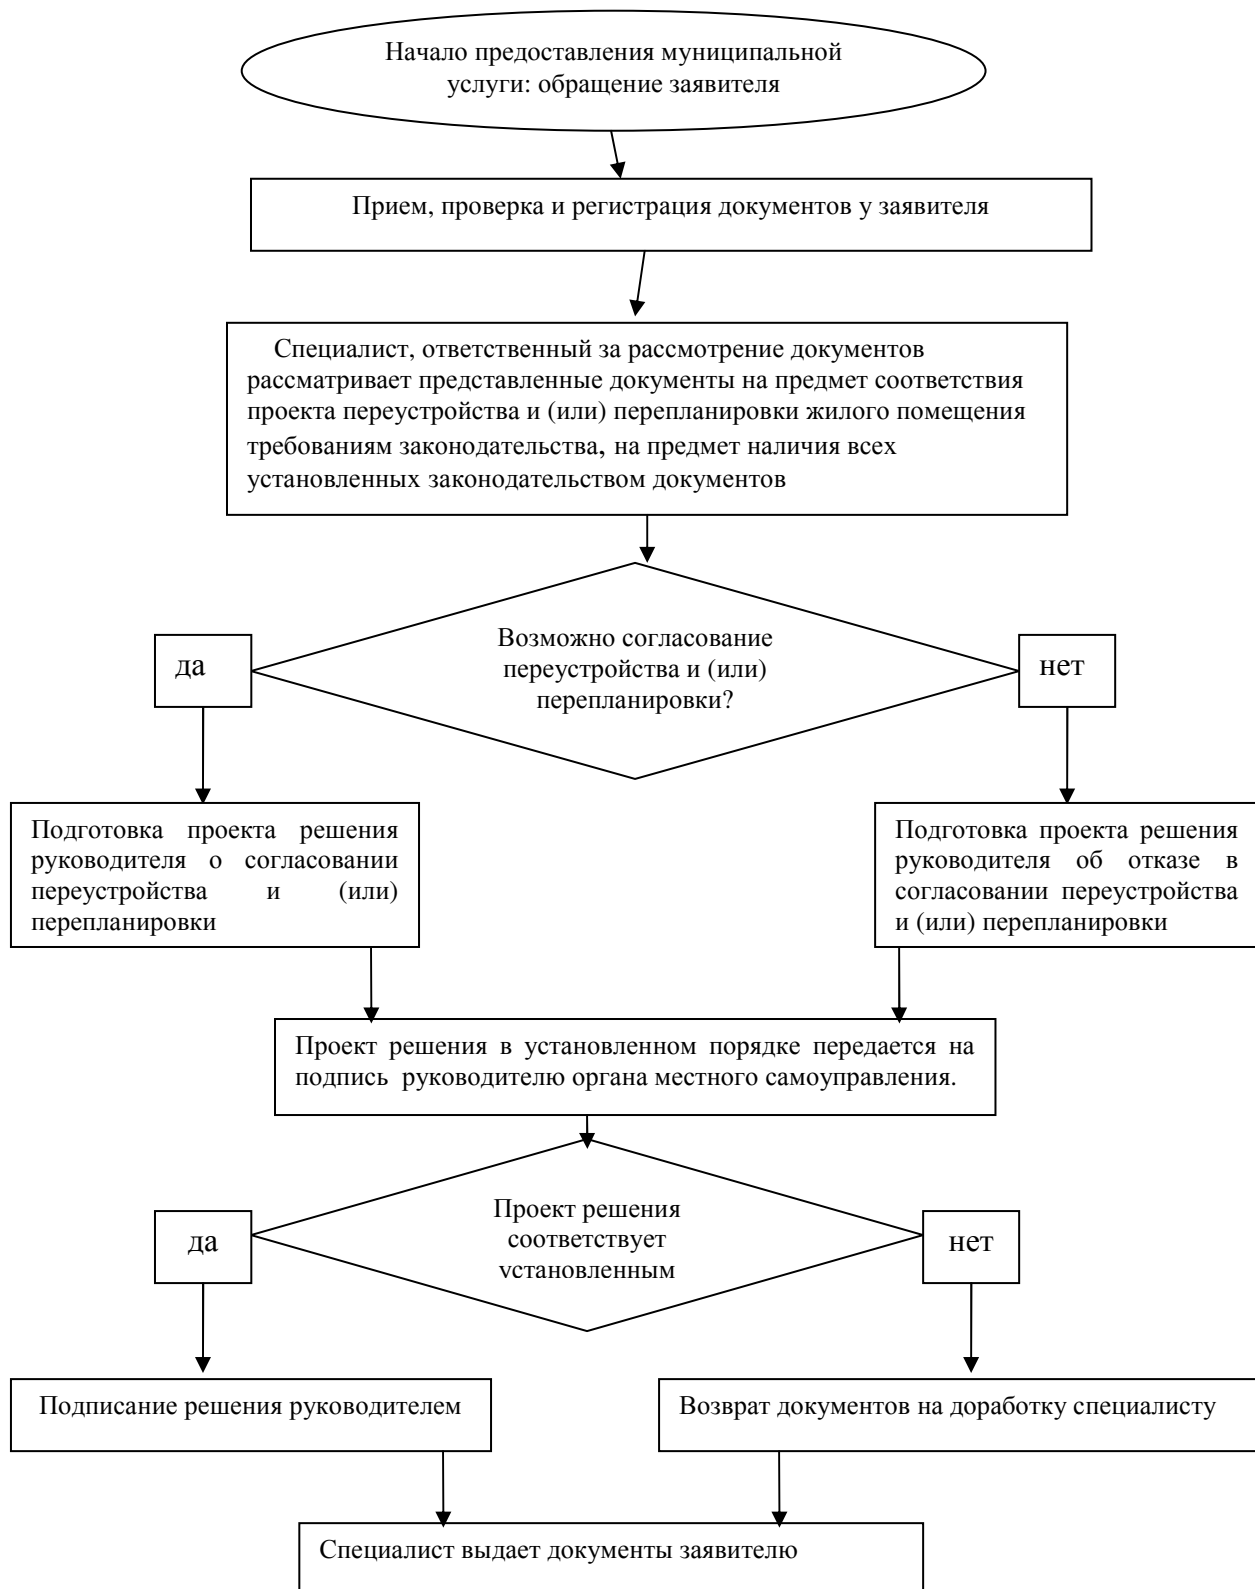 Начало предоставления муниципальной
услуги: обращение заявителя
Прием, проверка и регистрация документов у заявителя
Специалист, ответственный за рассмотрение документов
рассматривает представленные документы на предмет соответствия
проекта переустройства и (или) перепланировки жилого помещения
требованиям законодательства, на предмет наличия всех
установленных законодательством документов
Возможно согласование
переустройства и (или)
перепланировки?
да
нет
Подготовка проекта решения
руководителя о согласовании
переустройства и (или)
перепланировки
Подготовка проекта решения
руководителя об отказе в
согласовании переустройства
и (или) перепланировки
Проект решения в установленном порядке передается на
подпись руководителю органа местного самоуправления.
Проект решения
соответствует
установленным
да
нет
Подписание решения руководителем
Возврат документов на доработку специалисту
Специалист выдает документы заявителю